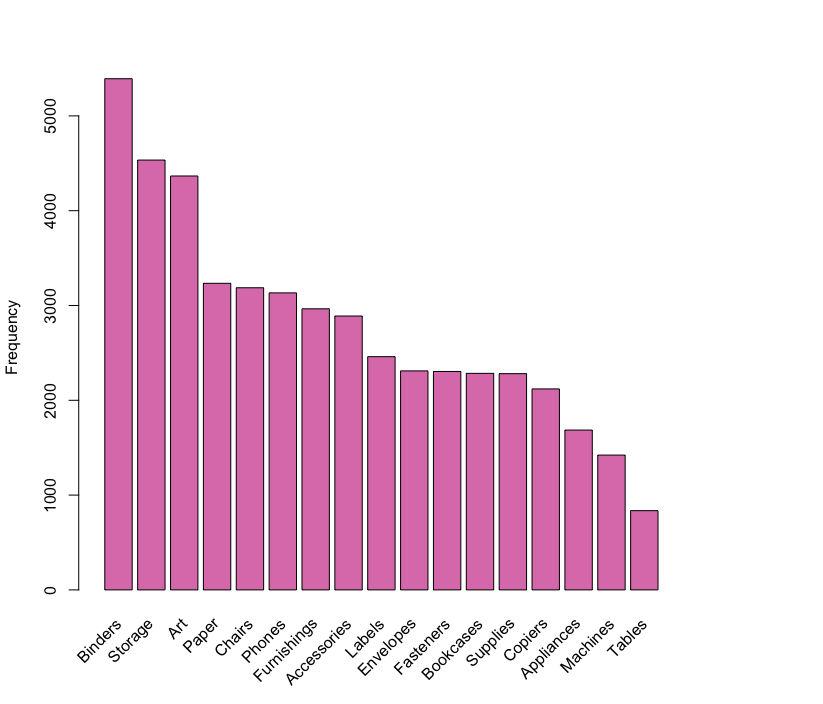 Frequency
5000
4000
3000
2000
1000
0
Binders
Storage
Art
Paper
Chairs
Phones
Furnishings
Accessories
Labels
Envelopes
Fasteners
Bookcases
Supplies
Copiers
Appliances
Machines
Tables